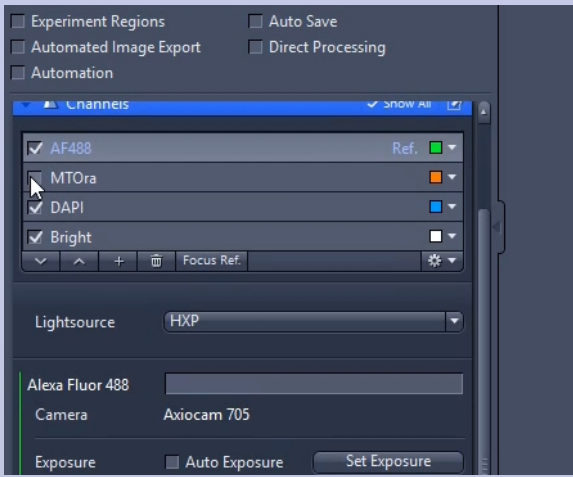 Experiment Regions Auto Save
Automated Image Export Direct Processing
Automation
Channels Show All
AF488 Ref.
MTOra
DAPI
Bright
Focus Ref.
Lightsource HXP
Alexa Fluor 488
Camera Axiocam 705
Exposure Auto Exposure Set Exposure